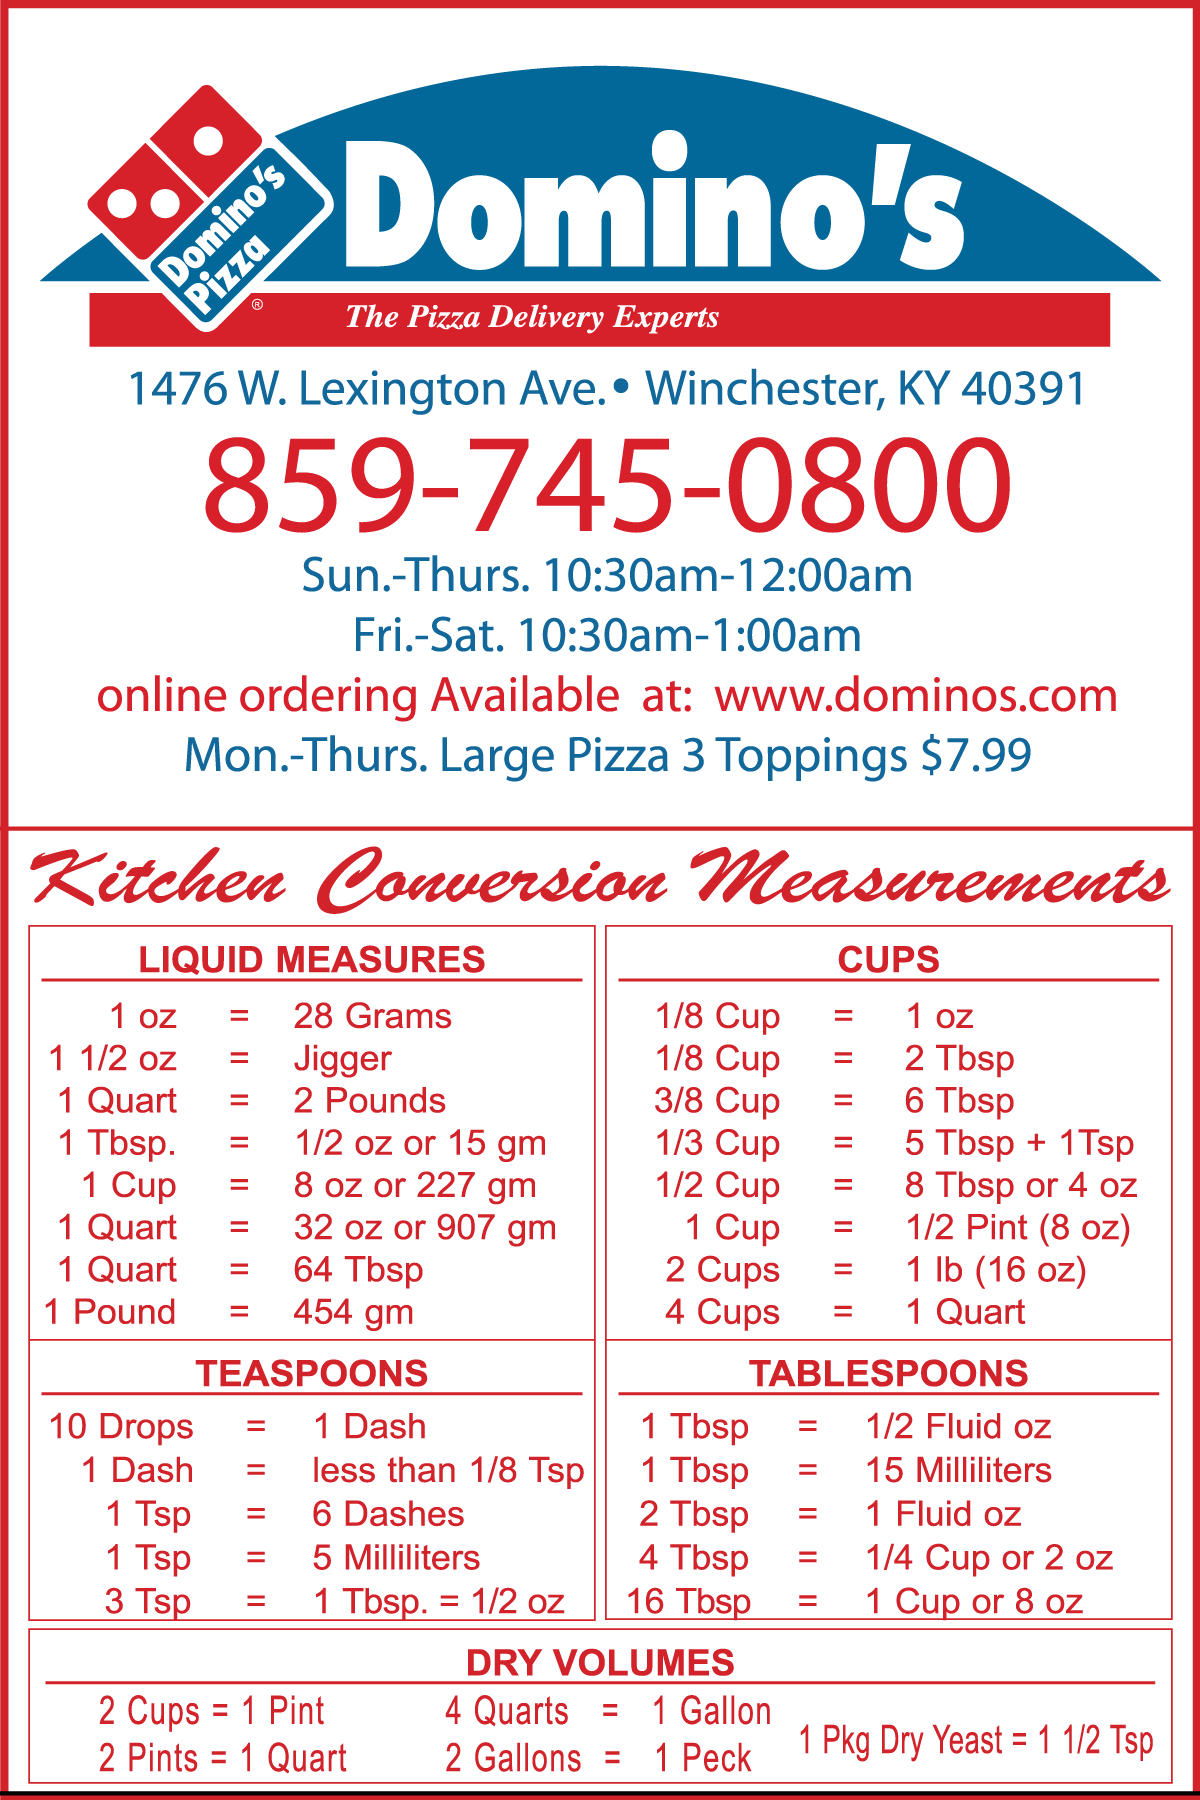 Domino's
Pizza
®
Domino's
The Pizza Delivery Experts
1476 W. Lexington Ave.• Winchester, KY 40391
859-745-0800
Sun.-Thurs. 10:30am-12:00am
Fri.-Sat. 10:30am-1:00am
online ordering Available at: www.dominos.com
Mon.-Thurs. Large Pizza 3 Toppings $7.99
Kitchen Conversion Measurements
LIQUID MEASURES
1 oz = 28 Grams
1 1/2 oz = Jigger
1 Quart = 2 Pounds
1 Tbsp. = 1/2 oz or 15 gm
1 Cup = 8 oz or 227 gm
1 Quart = 32 oz or 907 gm
1 Quart = 64 Tbsp
1 Pound = 454 gm
CUPS
1/8 Cup = 1 oz
1/8 Cup = 2 Tbsp
3/8 Cup = 6 Tbsp
1/3 Cup = 5 Tbsp + 1Tsp
1/2 Cup = 8 Tbsp or 4 oz
1 Cup = 1/2 Pint (8 oz)
2 Cups = 1 lb (16 oz)
4 Cups = 1 Quart
TEASPOONS
10 Drops = 1 Dash
1 Dash = less than 1/8 Tsp
1 Tsp = 6 Dashes
1 Tsp = 5 Milliliters
3 Tsp = 1 Tbsp. = 1/2 oz
TABLESPOONS
1 Tbsp = 1/2 Fluid oz
1 Tbsp = 15 Milliliters
2 Tbsp = 1 Fluid oz
4 Tbsp = 1/4 Cup or 2 oz
16 Tbsp = 1 Cup or 8 oz
DRY VOLUMES
2 Cups = 1 Pint
2 Pints = 1 Quart
4 Quarts = 1 Gallon
2 Gallons = 1 Peck
1 Pkg Dry Yeast = 1 1/2 Tsp